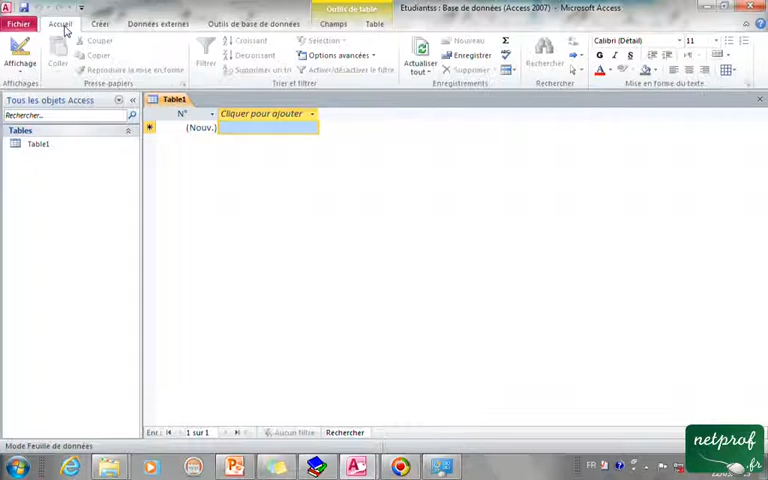 Outils de table
Etudiantss : Base de données (Access 2007) - Microsoft Access
Fichier Accueil Créer Données externes Outils de base de données Champs Table
Affichage
Affichages
Coller
Couper
Copier
Reproduire la mise en forme
Presse-papiers
Filtrer
Croissant
Décroissant
Supprimer un tri
Sélection
Options avancées
Activer/désactiver le filtre
Trier et filtrer
Actualiser
tout
Nouveau
Enregistrer
Supprimer
Enregistrements
Rechercher
Rechercher
Calibri (Détail) 11
G I S
Mise en forme du texte
Tous les objets Access
Rechercher...
Tables
Table1
Table1
N° Cliquer pour ajouter
(Nouv.)
Enr : 1 sur 1 Aucun filtre Rechercher
Mode Feuille de données
FR
netprof
.fr